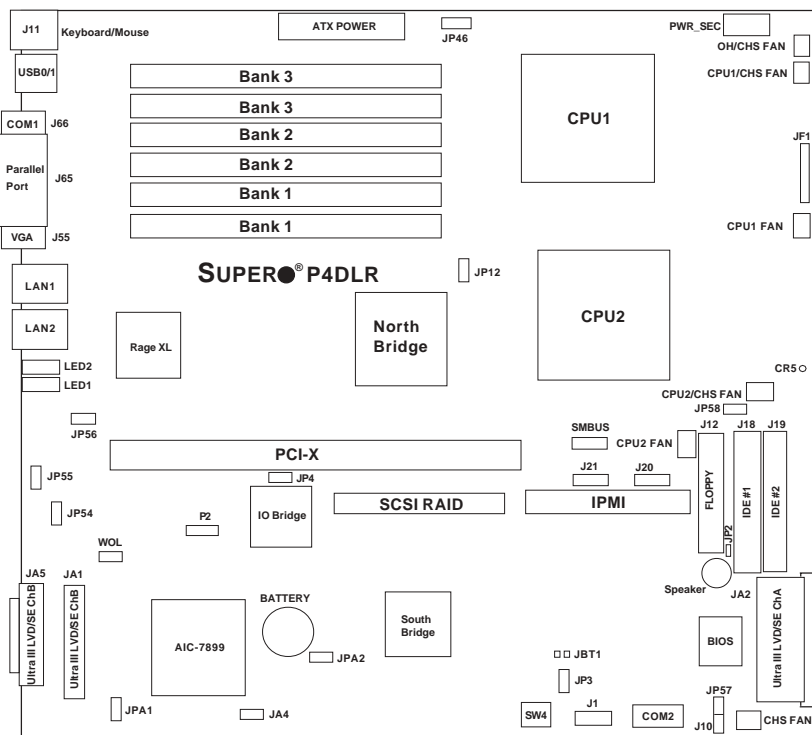 J11
Keyboard/Mouse
ATX POWER
JP46
PWR_SEC
OH/CHS FAN
USB0/1
CPU1/CHS FAN
Bank 3
Bank 3
Bank 2
Bank 2
Bank 1
Bank 1
CPU1
COM1
J66
JF1
Parallel
Port
J65
VGA
J55
CPU1 FAN
SUPER®P4DLR
JP12
LAN1
LAN2
CPU2
North
Bridge
Rage XL
LED2
LED1
CR5
CPU2/CHS FAN
JP58
JP56
SMBUS
CPU2 FAN
J12
J18
J19
PCI-X
JP55
JP4
J21
J20
FLOPPY
IDE #1
IDE #2
IO Bridge
SCSI RAID
IPMI
JP54
P2
WOL
JP2
JA5
JA1
Speaker
JA2
BATTERY
Ultra III LVD/SE ChB
Ultra III LVD/SE ChB
AIC-7899
South
Bridge
BIOS
Ultra III LVD/SE ChA
JPA2
JBT1
JP3
JPA1
JA4
SW4
J1
COM2
JP57
J10
CHS FAN